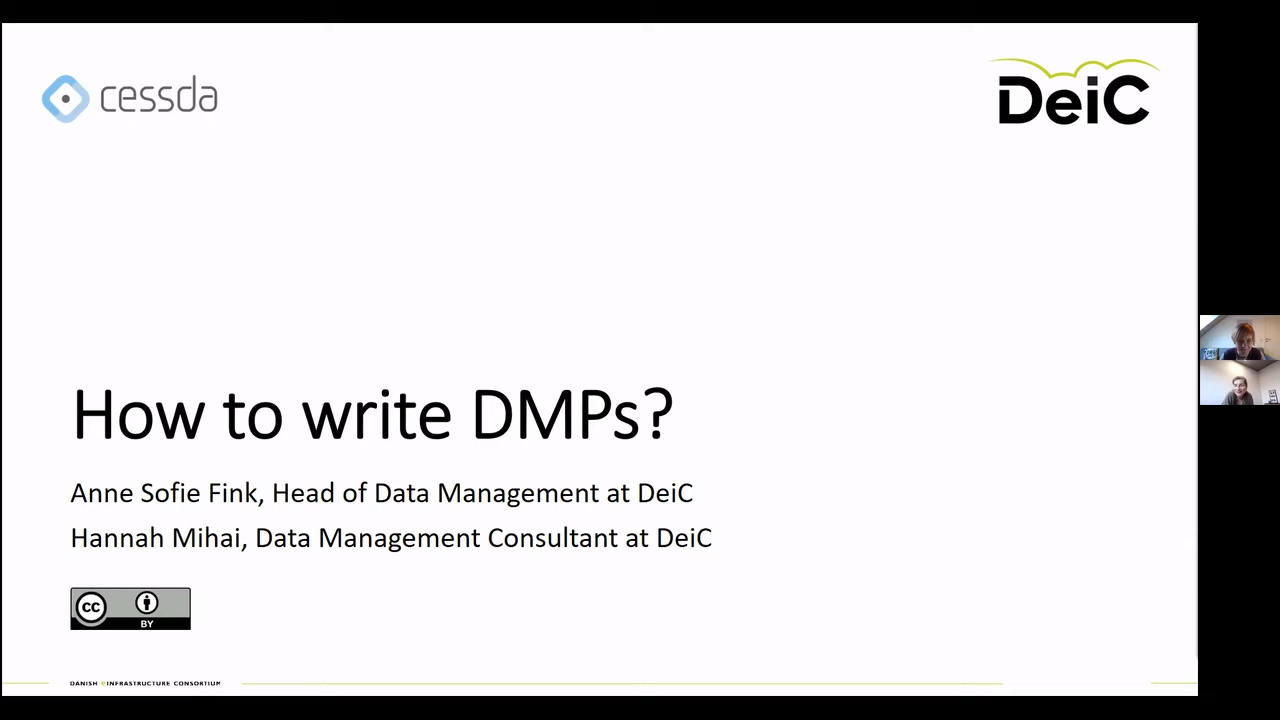 cessda
DeiC
How to write DMPs?
Anne Sofie Fink, Head of Data Management at DeiC
Hannah Mihai, Data Management Consultant at DeiC
cc
BY
DANISH eINFRASTRUCTURE CONSORTIUM